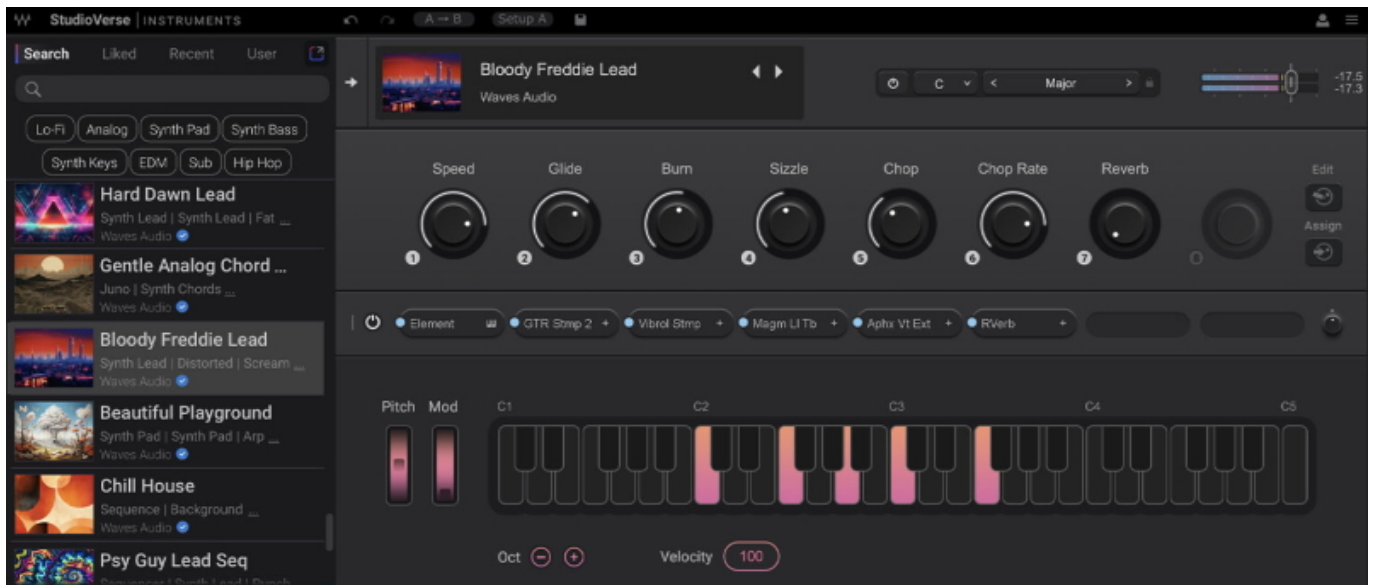 StudioVerse | INSTRUMENTS
A → B
Setup A
Search Liked Recent User
Lo-Fi Analog Synth Pad Synth Bass
Synth Keys EDM Sub Hip Hop
Hard Dawn Lead
Synth Lead | Synth Lead | Fat ...
Waves Audio
Gentle Analog Chord ...
Juno | Synth Chords ...
Waves Audio
Bloody Freddie Lead
Synth Lead | Distorted | Scream ...
Waves Audio
Beautiful Playground
Synth Pad | Synth Pad | Arp ...
Waves Audio
Chill House
Sequence | Background ...
Waves Audio
Psy Guy Lead Seq
Bloody Freddie Lead
Waves Audio
C
< Major >
-17.5
-17.3
Speed Glide Burn Sizzle Chop Chop Rate Reverb
1 2 3 4 5 6 7 8
Edit
Assign
Element GTR Stmp 2 + Vibrol Stmp + Magm LI Tb + Aphx Vt Ext + RVerb +
Pitch Mod C1 C2 C3 C4 C5
Oct − + Velocity 100